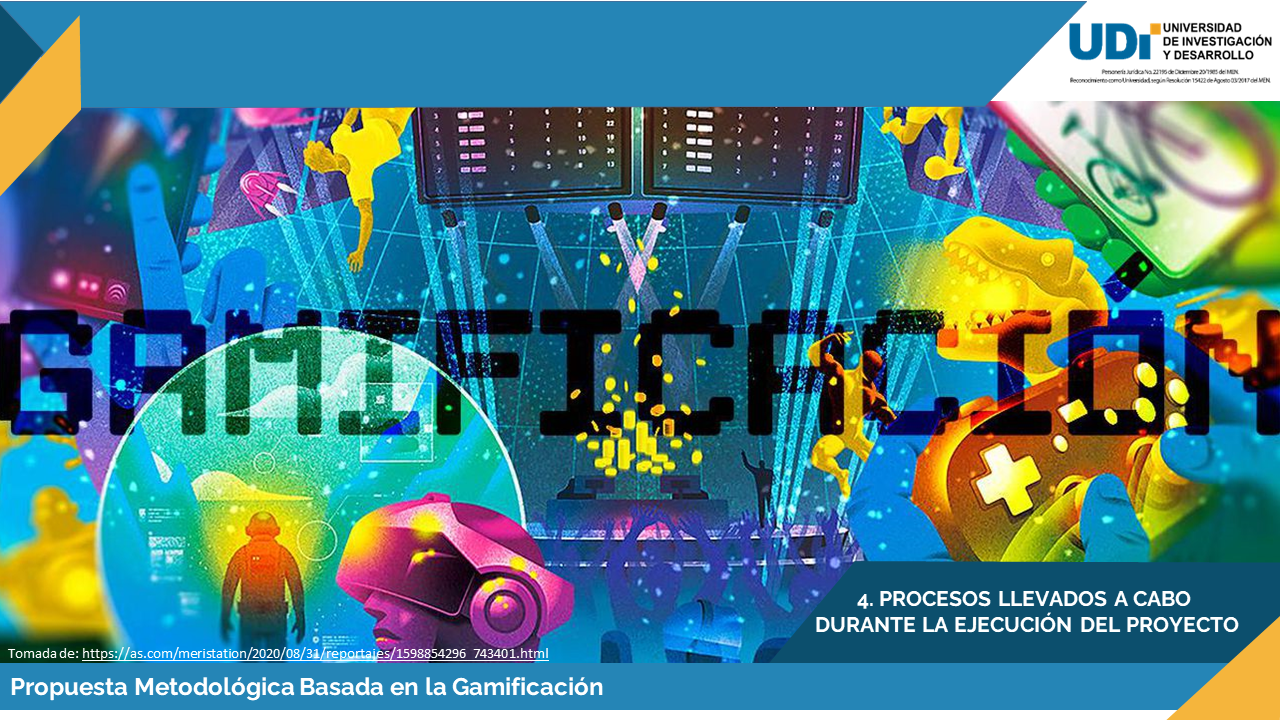 UDi
UNIVERSIDAD
DE INVESTIGACIÓN
Y DESARROLLO
Personería Jurídica No. 22195 de Diciembre 20/1985 del MEN.
Reconocimiento como Universidad, según Resolución 15422 de Agosto 03/2017 del MEN.
GAMIFICACIÓN
4. PROCESOS LLEVADOS A CABO
DURANTE LA EJECUCIÓN DEL PROYECTO
Tomada de: https://as.com/meristation/2020/08/31/reportajes/1598854296_743401.html
Propuesta Metodológica Basada en la Gamificación